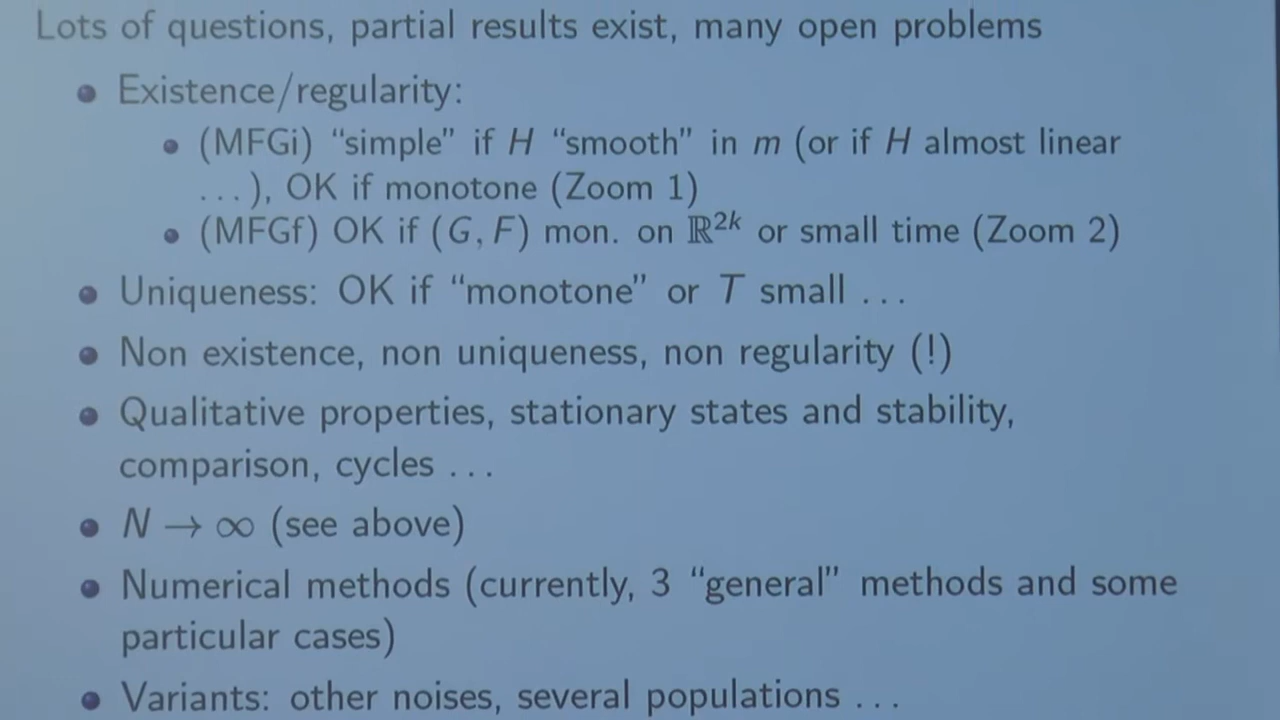 Lots of questions, partial results exist, many open problems
Existence/regularity:
(MFGi) “simple” if H “smooth” in m (or if H almost linear
...), OK if monotone (Zoom 1)
(MFGf) OK if (G, F) mon. on ℝ²ᵏ or small time (Zoom 2)
Uniqueness: OK if “monotone” or T small ...
Non existence, non uniqueness, non regularity (!)
Qualitative properties, stationary states and stability,
comparison, cycles ...
N → ∞ (see above)
Numerical methods (currently, 3 “general” methods and some
particular cases)
Variants: other noises, several populations ...